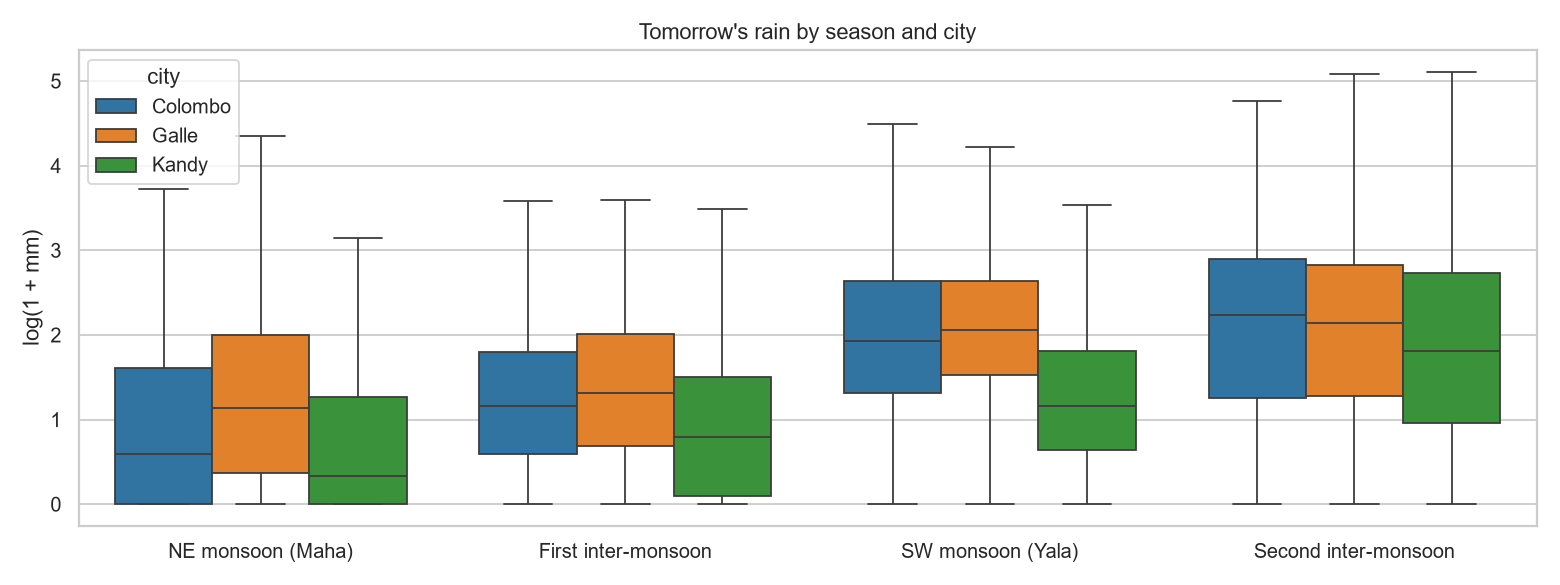 Tomorrow's rain by season and city
city
Colombo
Galle
Kandy
log(1 + mm)
5
4
3
2
1
0
NE monsoon (Maha)
First inter-monsoon
SW monsoon (Yala)
Second inter-monsoon